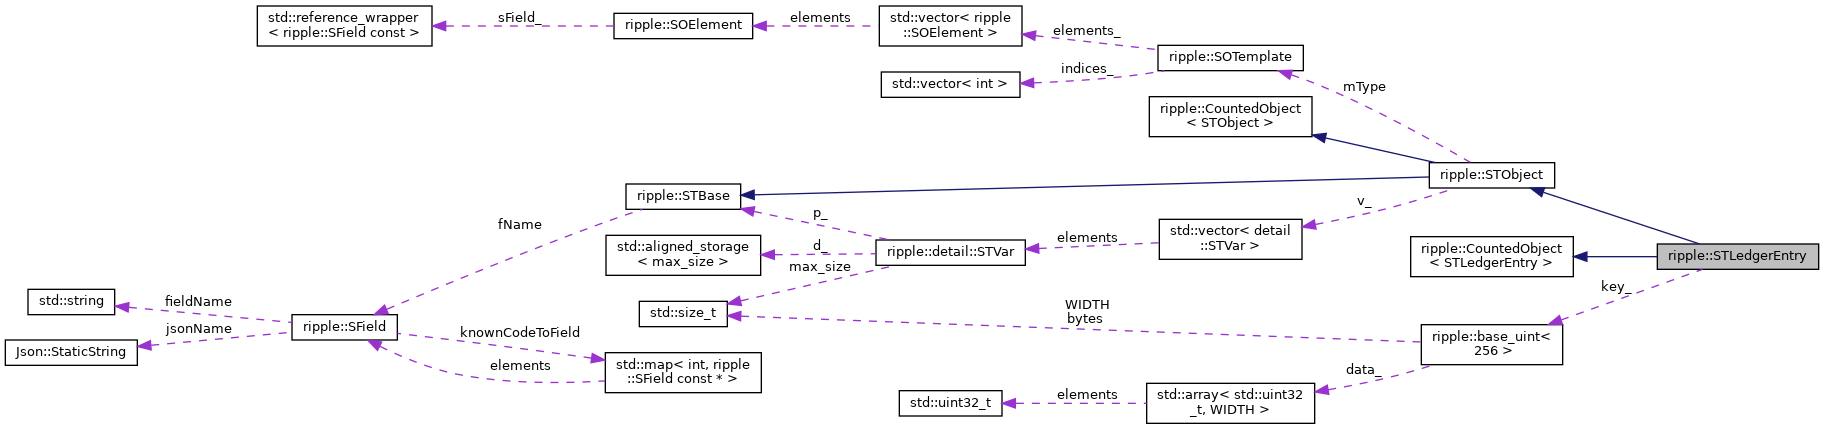 std::reference_wrapper
< ripple::SField const >
sField_
ripple::SOElement
elements
std::vector< ripple
::SOElement >
elements_
indices_
std::vector< int >
ripple::SOTemplate
mType
ripple::CountedObject
< STObject >
ripple::STObject
ripple::STBase
fName
p_
d_
max_size
std::aligned_storage
< max_size >
ripple::detail::STVar
elements
std::vector< detail
::STVar >
v_
ripple::CountedObject
< STLedgerEntry >
ripple::STLedgerEntry
key_
std::size_t
WIDTH
bytes
ripple::base_uint<
256 >
std::string
fieldName
jsonName
Json::StaticString
ripple::SField
knownCodeToField
elements
std::map< int, ripple
::SField const * >
data_
std::uint32_t
elements
std::array< std::uint32
_t, WIDTH >